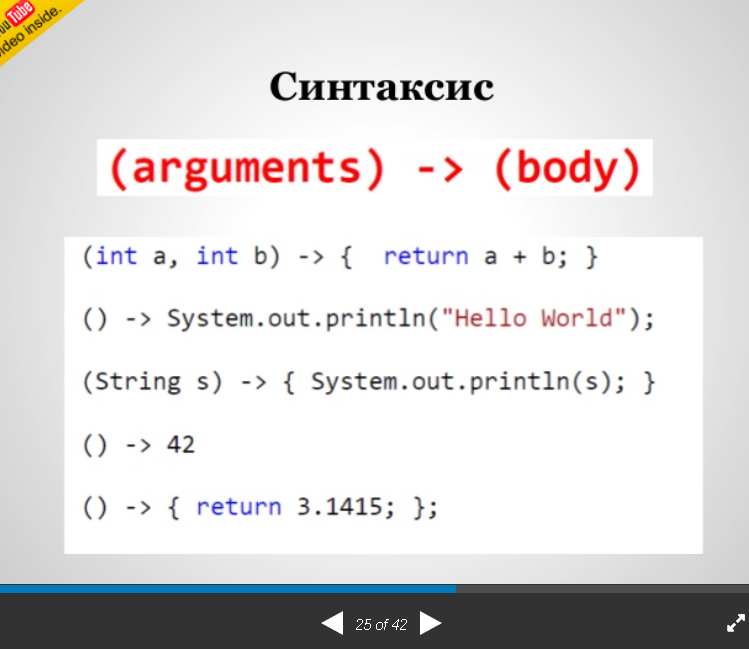 You Tube
video inside.
Синтаксис
(arguments) -> (body)
(int a, int b) -> {  return a + b; }
() -> System.out.println("Hello World");
(String s) -> { System.out.println(s); }
() -> 42
() -> { return 3.1415; };
25 of 42